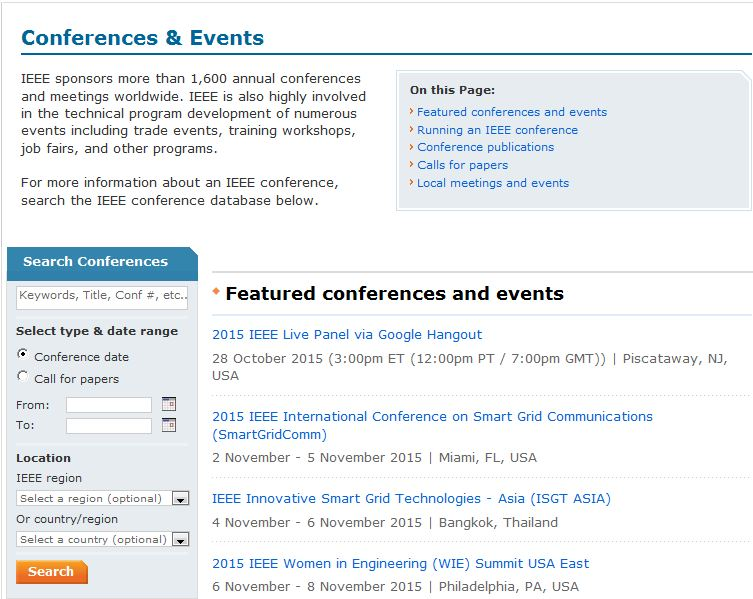 Conferences & Events
IEEE sponsors more than 1,600 annual conferences
and meetings worldwide. IEEE is also highly involved
in the technical program development of numerous
events including trade events, training workshops,
job fairs, and other programs.
For more information about an IEEE conference,
search the IEEE conference database below.
On this Page:
Featured conferences and events
Running an IEEE conference
Conference publications
Calls for papers
Local meetings and events
Search Conferences
Keywords, Title, Conf #, etc..
Select type & date range
Conference date
Call for papers
From:
To:
Location
IEEE region
Select a region (optional)
Or country/region
Select a country (optional)
Search
Featured conferences and events
2015 IEEE Live Panel via Google Hangout
28 October 2015 (3:00pm ET (12:00pm PT / 7:00pm GMT)) | Piscataway, NJ,
USA
2015 IEEE International Conference on Smart Grid Communications
(SmartGridComm)
2 November - 5 November 2015 | Miami, FL, USA
IEEE Innovative Smart Grid Technologies - Asia (ISGT ASIA)
4 November - 6 November 2015 | Bangkok, Thailand
2015 IEEE Women in Engineering (WIE) Summit USA East
6 November - 8 November 2015 | Philadelphia, PA, USA